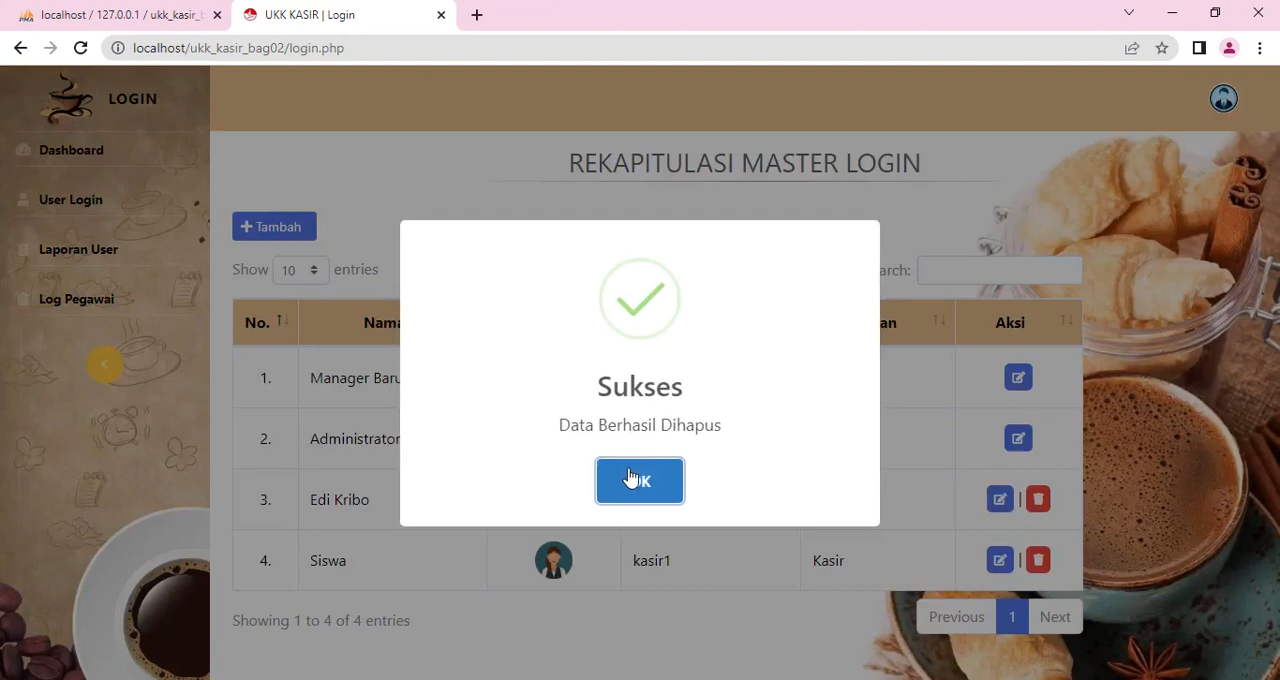 localhost / 127.0.0.1 / ukk_kasir_b
UKK KASIR | Login
localhost/ukk_kasir_bag02/login.php
LOGIN
Dashboard
User Login
Laporan User
Log Pegawai
REKAPITULASI MASTER LOGIN
Tambah
Show 10 entries
arch:
No. Nama an Aksi
1. Manager Baru
2. Administrator
3. Edi Kribo
4. Siswa kasir1 Kasir
Sukses
Data Berhasil Dihapus
OK
Showing 1 to 4 of 4 entries
Previous 1 Next